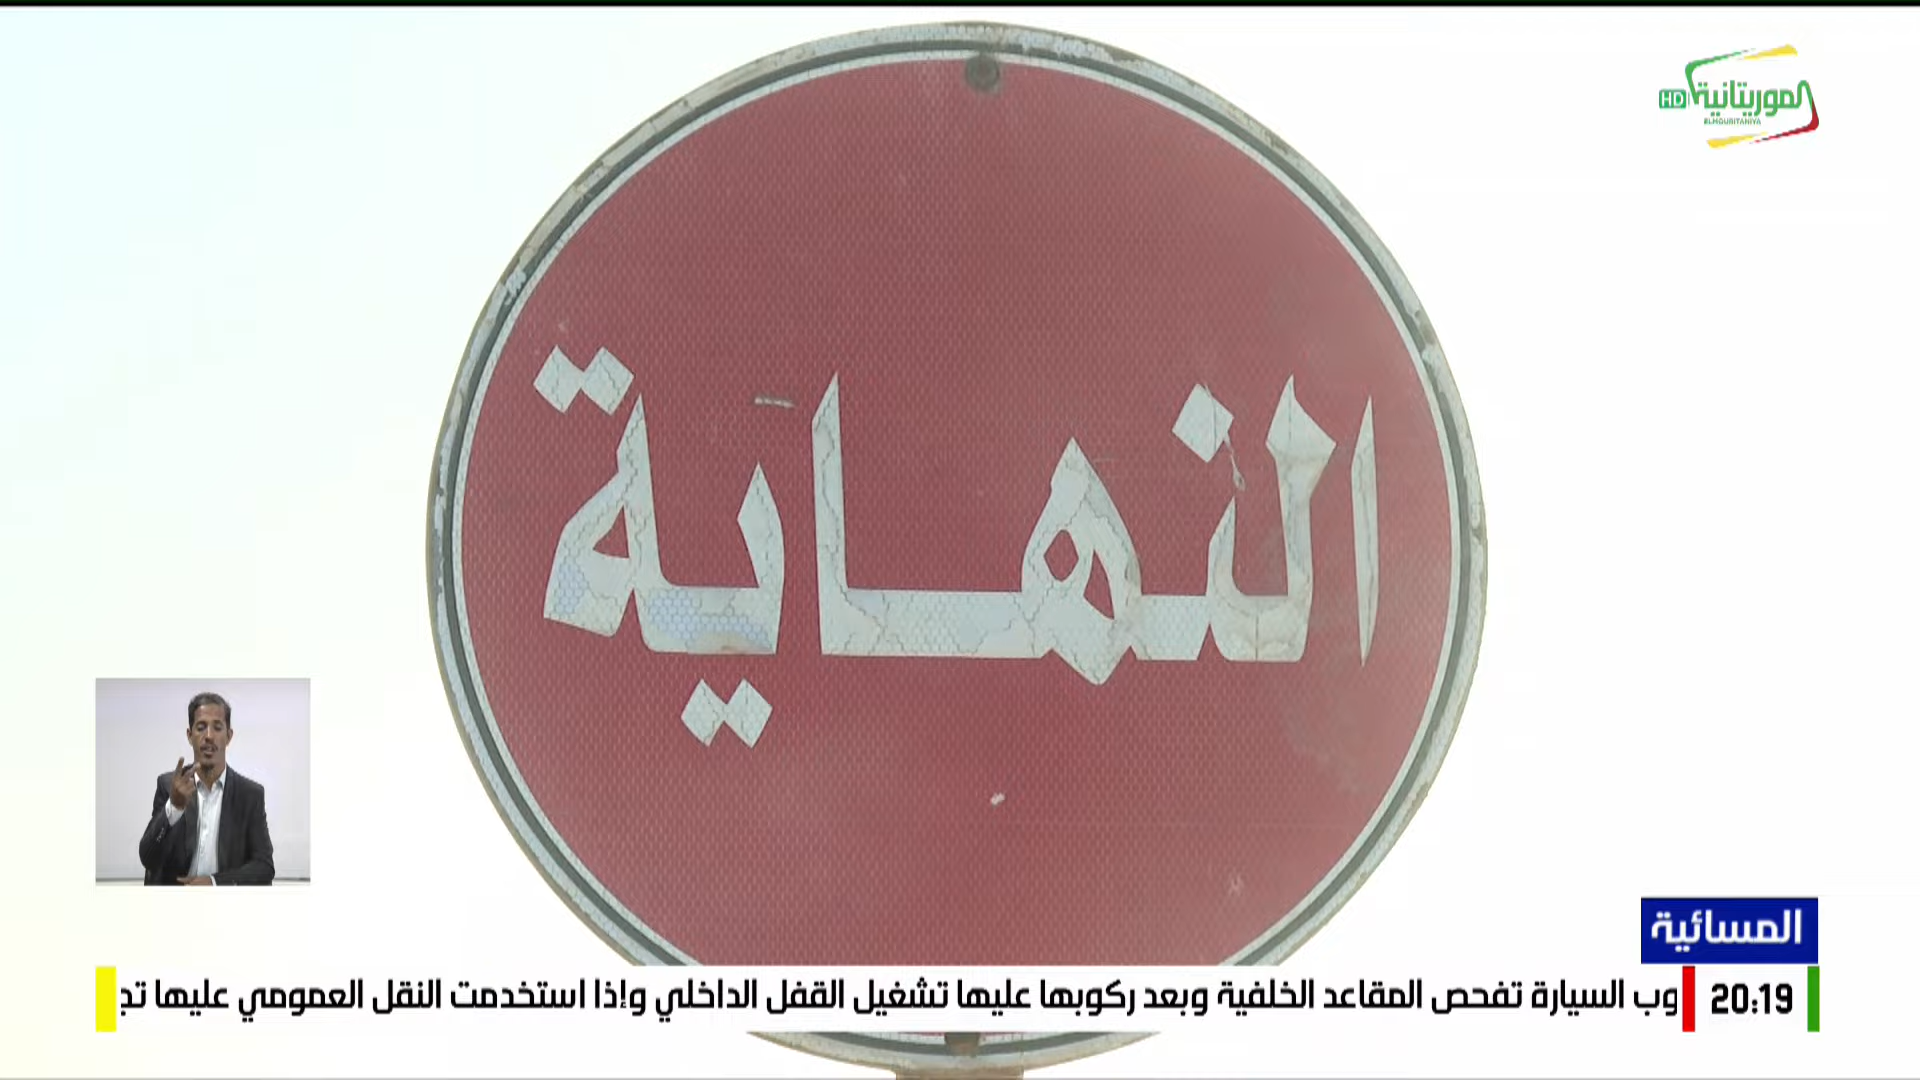 الموريتانية
HD
ELMOURITANIYA
النهاية
المسائية
20:19
وب السيارة تفحص المقاعد الخلفية وبعد ركوبها عليها تشغيل القفل الداخلي وإذا استخدمت النقل العمومي عليها تج